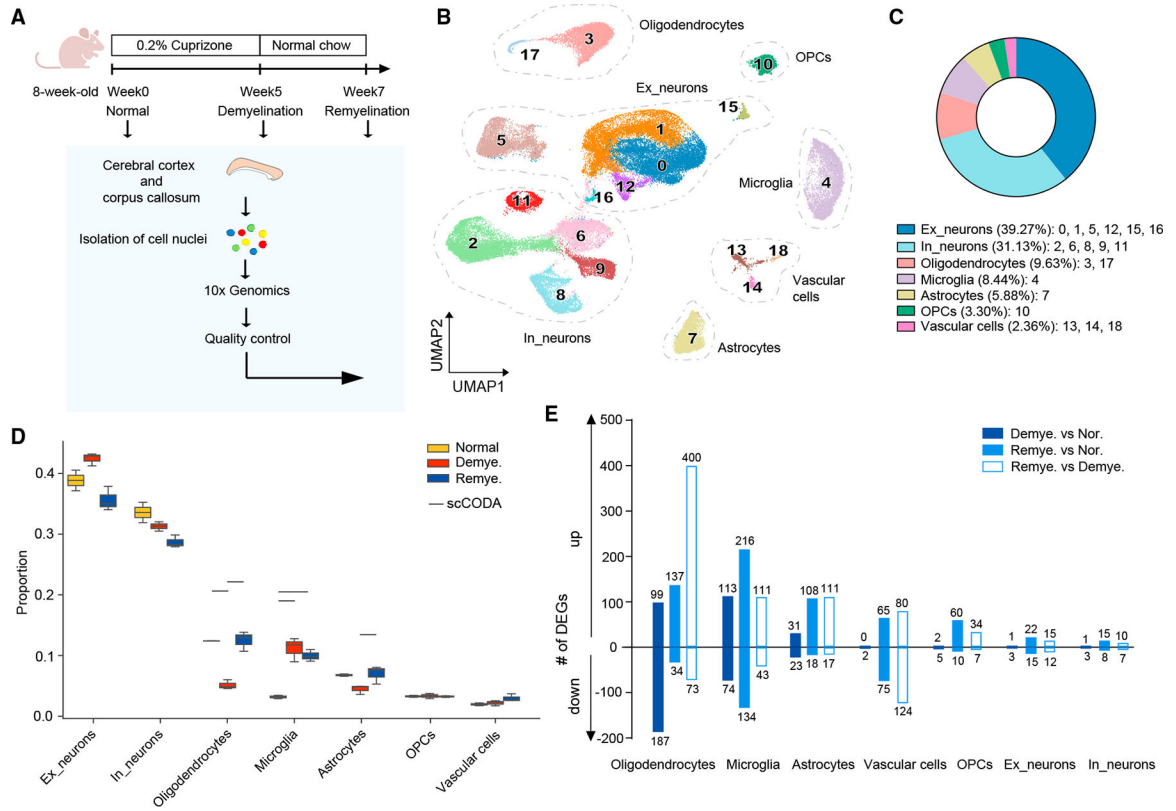 A
0.2% Cuprizone
Normal chow
8-week-old
Week0
Normal
Week5
Demyelination
Week7
Remyelination
Cerebral cortex
and
corpus callosum
Isolation of cell nuclei
10x Genomics
Quality control
B
Oligodendrocytes
3
17
10
OPCs
Ex_neurons
15
1
5
0
12
16
Microglia
4
11
2
6
9
8
13
18
14
Vascular
cells
In_neurons
7
Astrocytes
UMAP2
UMAP1
C
Ex_neurons (39.27%): 0, 1, 5, 12, 15, 16
In_neurons (31.13%): 2, 6, 8, 9, 11
Oligodendrocytes (9.63%): 3, 17
Microglia (8.44%): 4
Astrocytes (5.88%): 7
OPCs (3.30%): 10
Vascular cells (2.36%): 13, 14, 18
D
Normal
Demye.
Remye.
scCODA
Proportion
0.4
0.3
0.2
0.1
0.0
Ex_neurons
In_neurons
Oligodendrocytes
Microglia
Astrocytes
OPCs
Vascular cells
E
Demye. vs Nor.
Remye. vs Nor.
Remye. vs Demye.
up
# of DEGs
down
500
400
300
200
100
0
-100
-200
99
137
400
187
34
73
113
216
111
74
134
43
31
108
111
23
18
17
0
65
80
2
75
124
2
60
34
5
10
7
1
22
15
3
15
12
1
15
10
3
8
7
Oligodendrocytes
Microglia
Astrocytes
Vascular cells
OPCs
Ex_neurons
In_neurons